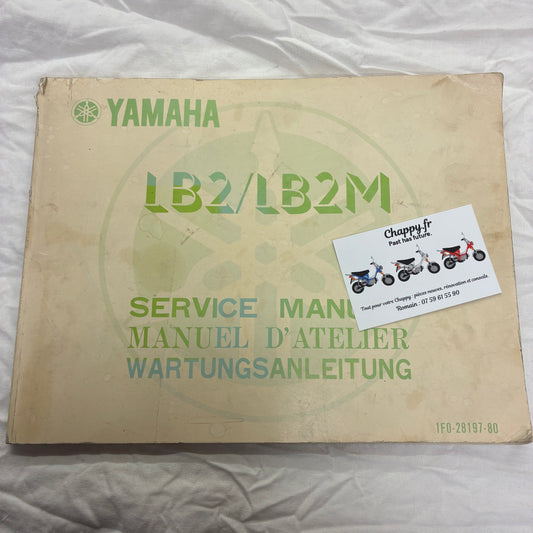 YAMAHA
LB2/LB2M
Chappy.fr
Past has future.
Tout pour votre Chappy : pièces neuves, rénovation et conseils.
Romain : 07 59 61 55 90
SERVICE MANU
MANUEL D'ATELIER
WARTUNGSANLEITUNG
1F0-28197-80